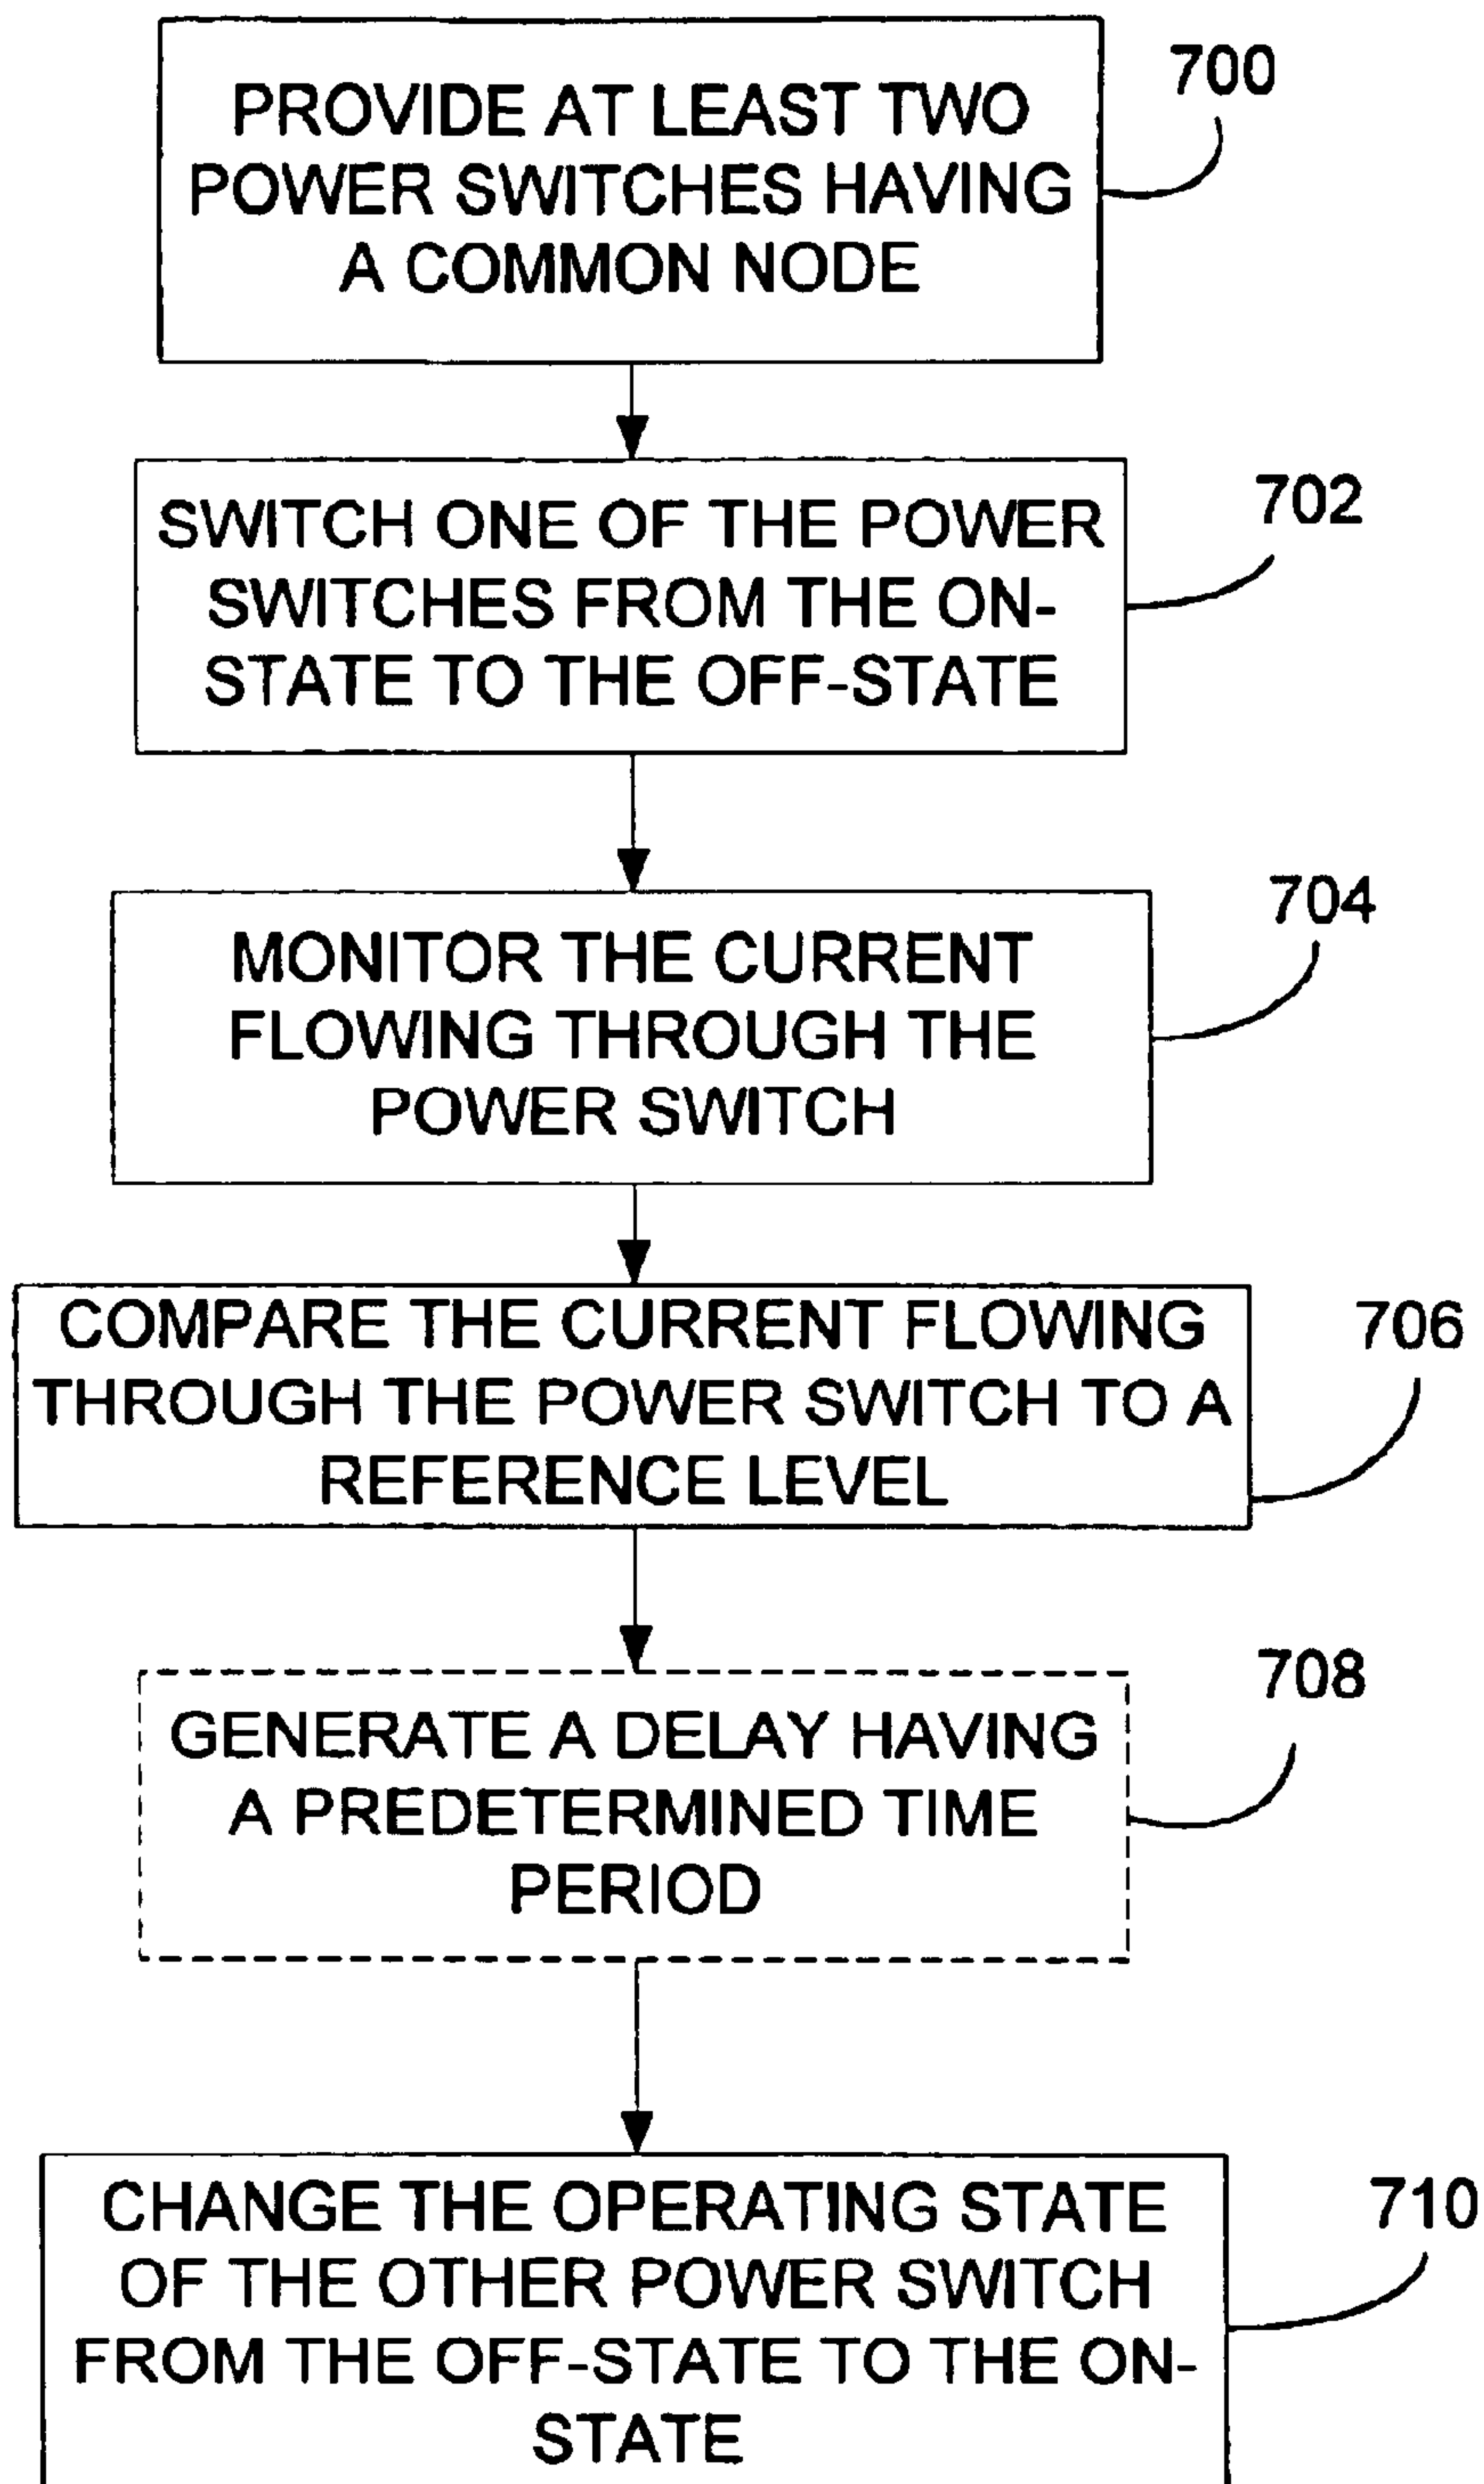 PROVIDE AT LEAST TWO
POWER SWITCHES HAVING
A COMMON NODE
700
SWITCH ONE OF THE POWER
SWITCHES FROM THE ON-
STATE TO THE OFF-STATE
702
MONITOR THE CURRENT
FLOWING THROUGH THE
POWER SWITCH
704
COMPARE THE CURRENT FLOWING
THROUGH THE POWER SWITCH TO A
REFERENCE LEVEL
706
GENERATE A DELAY HAVING
A PREDETERMINED TIME
PERIOD
708
CHANGE THE OPERATING STATE
OF THE OTHER POWER SWITCH
FROM THE OFF-STATE TO THE ON-
STATE
710